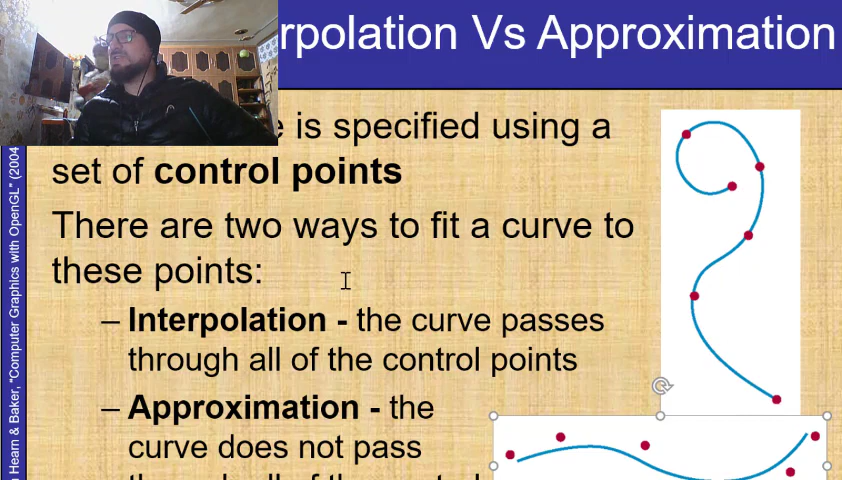 rpolation Vs Approximation
e is specified using a
set of control points
There are two ways to fit a curve to
these points:
– Interpolation - the curve passes
through all of the control points
– Approximation - the
curve does not pass
Hearn & Baker, "Computer Graphics with OpenGL" (2004